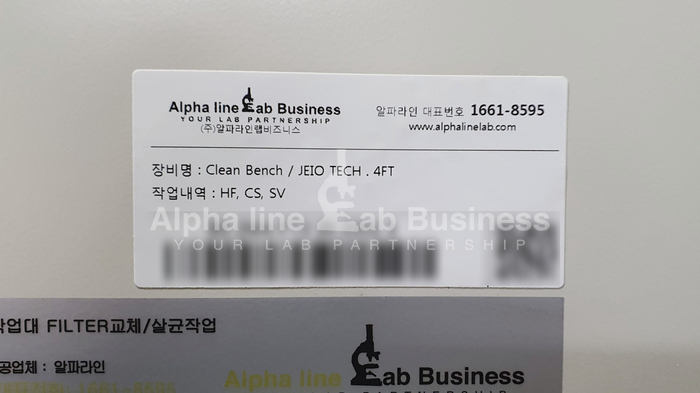 Alpha line Lab Business
YOUR LAB PARTNERSHIP
(주)알파라인랩비즈니스
알파라인 대표번호 1661-8595
www.alphalinelab.com
장비명 : Clean Bench / JEIO TECH . 4FT
작업내역 : HF, CS, SV
Alpha line Lab Business
YOUR LAB PARTNERSHIP
작업대 FILTER교체/살균작업
공업체 : 알파라인
1661-8595
Alpha line Lab Business